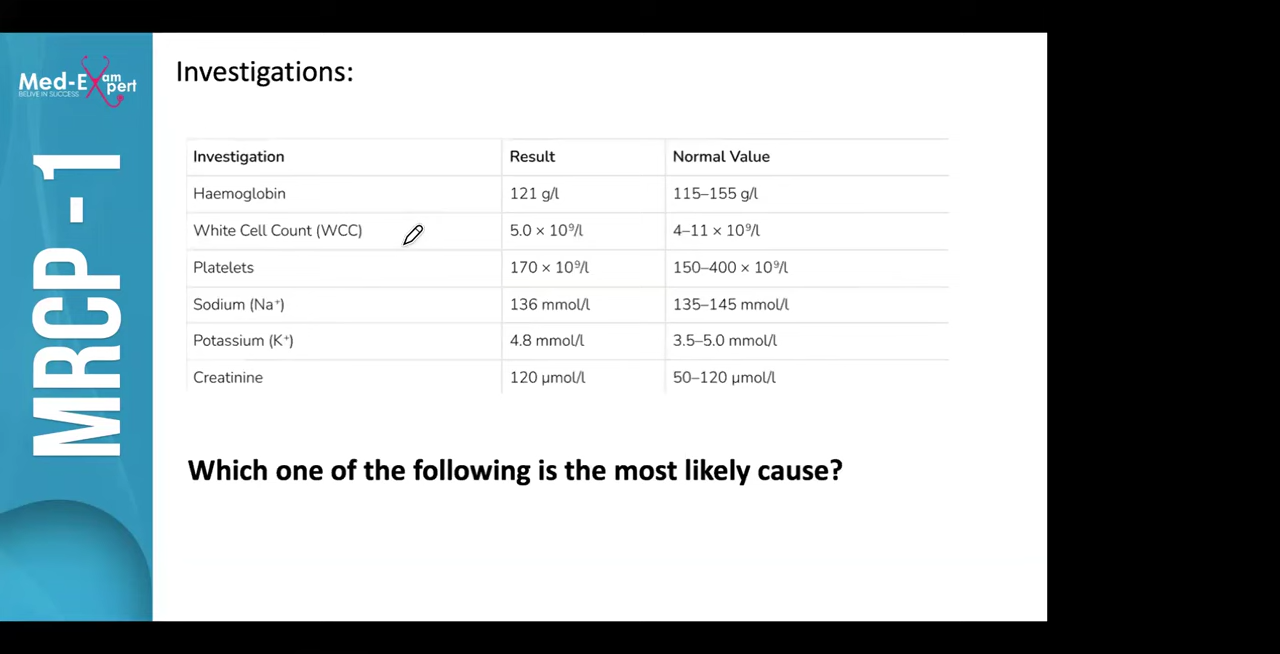 Med-Exam pert
BELIVE IN SUCCESS
MRCP - 1
Investigations:
Investigation Result Normal Value
Haemoglobin 121 g/l 115–155 g/l
White Cell Count (WCC) 5.0 × 10⁹/l 4–11 × 10⁹/l
Platelets 170 × 10⁹/l 150–400 × 10⁹/l
Sodium (Na⁺) 136 mmol/l 135–145 mmol/l
Potassium (K⁺) 4.8 mmol/l 3.5–5.0 mmol/l
Creatinine 120 µmol/l 50–120 µmol/l
Which one of the following is the most likely cause?